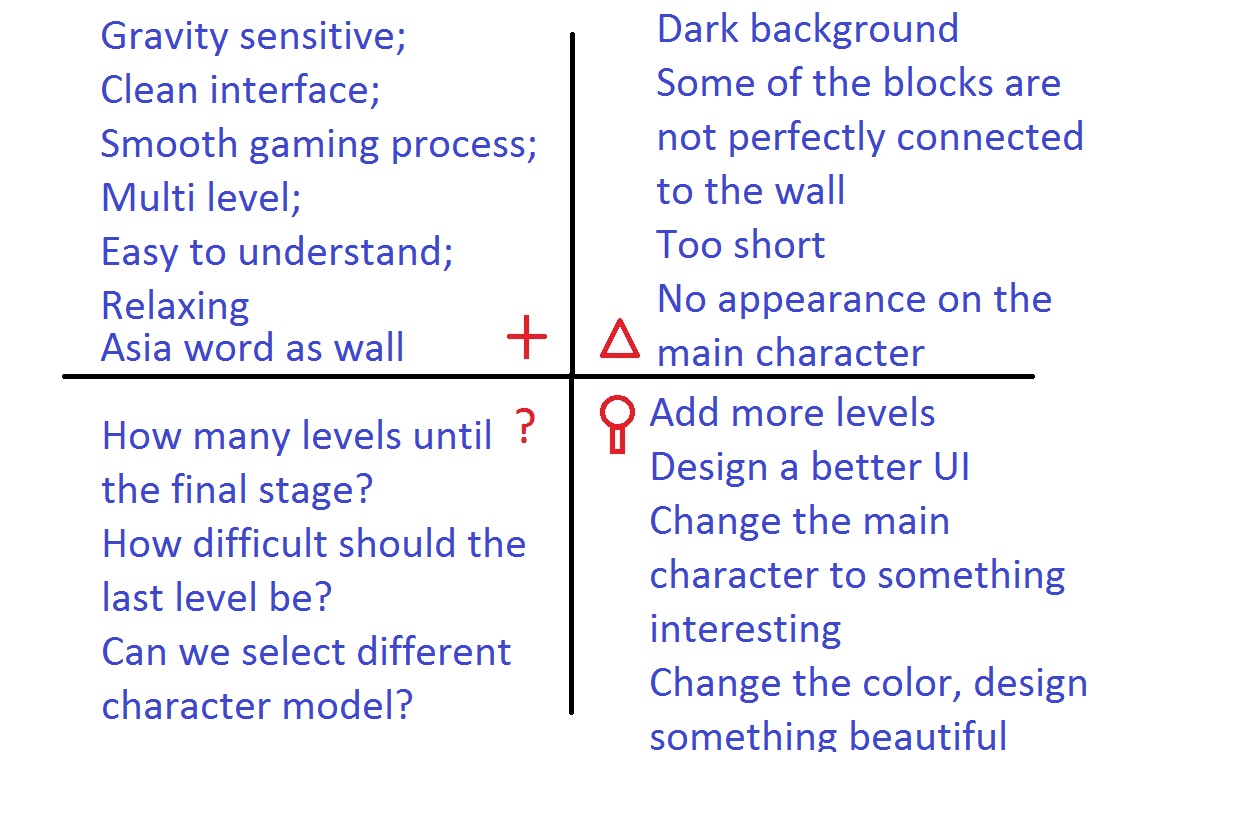 Gravity sensitive;
Clean interface;
Smooth gaming process;
Multi level;
Easy to understand;
Relaxing
Asia word as wall
+
Dark background
Some of the blocks are
not perfectly connected
to the wall
Too short
No appearance on the
main character
How many levels until
the final stage?
How difficult should the
last level be?
Can we select different
character model?
?
Add more levels
Design a better UI
Change the main
character to something
interesting
Change the color, design
something beautiful